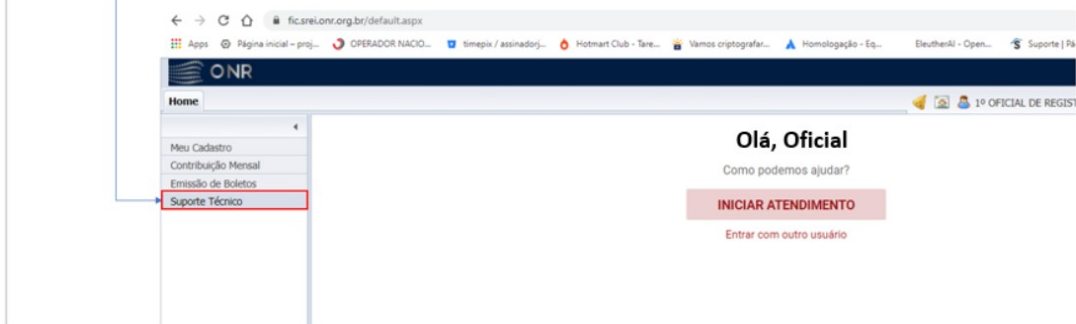 fic.srei.onr.org.br/default.aspx
Apps Página inicial – proj... OPERADOR NACIO... timepix / assinadorj... Hotmart Club - Tare... Vamos criptografar... Homologação - Eq... EleutherAI - Open... Suporte | Pá
ONR
Home 1º OFICIAL DE REGIST
Meu Cadastro
Contribuição Mensal
Emissão de Boletos
Suporte Técnico
Olá, Oficial
Como podemos ajudar?
INICIAR ATENDIMENTO
Entrar com outro usuário